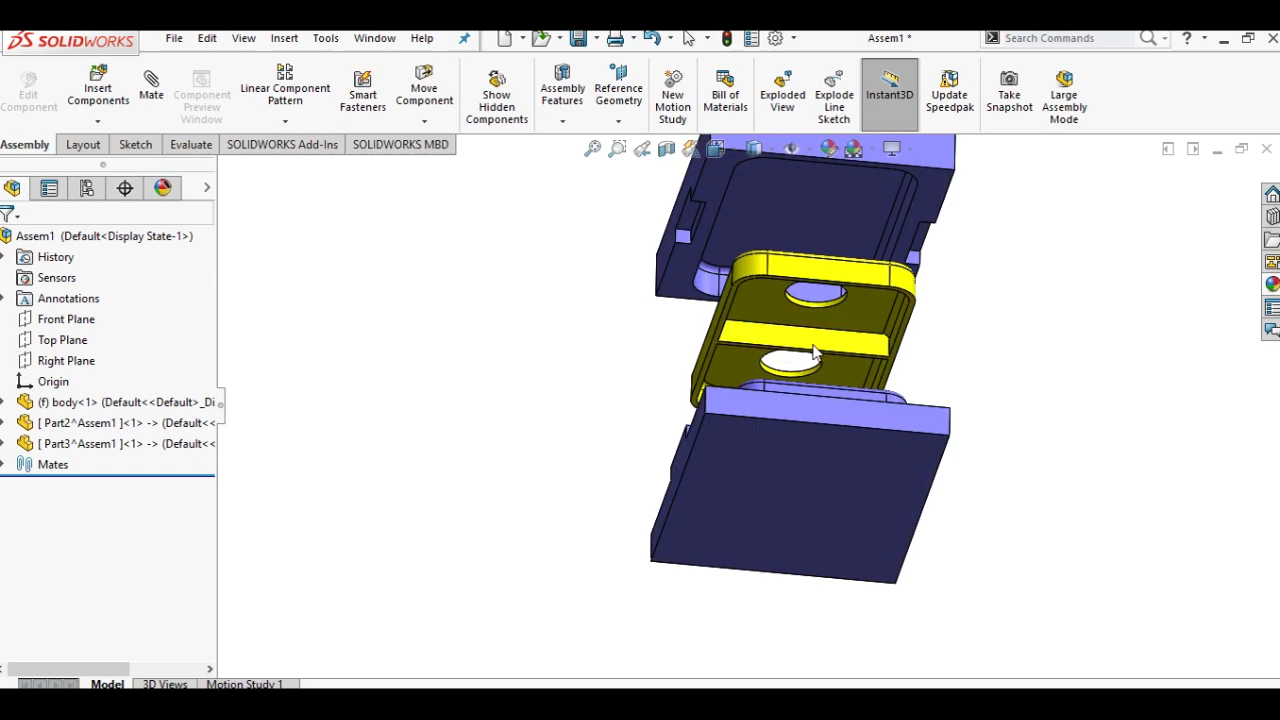 SOLIDWORKS File Edit View Insert Tools Window Help Assem1 * Search Commands ?
Edit Component Insert Components Mate Component Preview Window Linear Component Pattern Smart Fasteners Move Component Show Hidden Components Assembly Features Reference Geometry New Motion Study Bill of Materials Exploded View Explode Line Sketch Instant3D Update Speedpak Take Snapshot Large Assembly Mode
Assembly Layout Sketch Evaluate SOLIDWORKS Add-Ins SOLIDWORKS MBD
Assem1 (Default<Display State-1>)
History
Sensors
Annotations
Front Plane
Top Plane
Right Plane
Origin
(f) body<1> (Default<<Default>_Di
[ Part2^Assem1 ]<1> -> (Default<<
[ Part3^Assem1 ]<1> -> (Default<<
Mates
Model 3D Views Motion Study 1